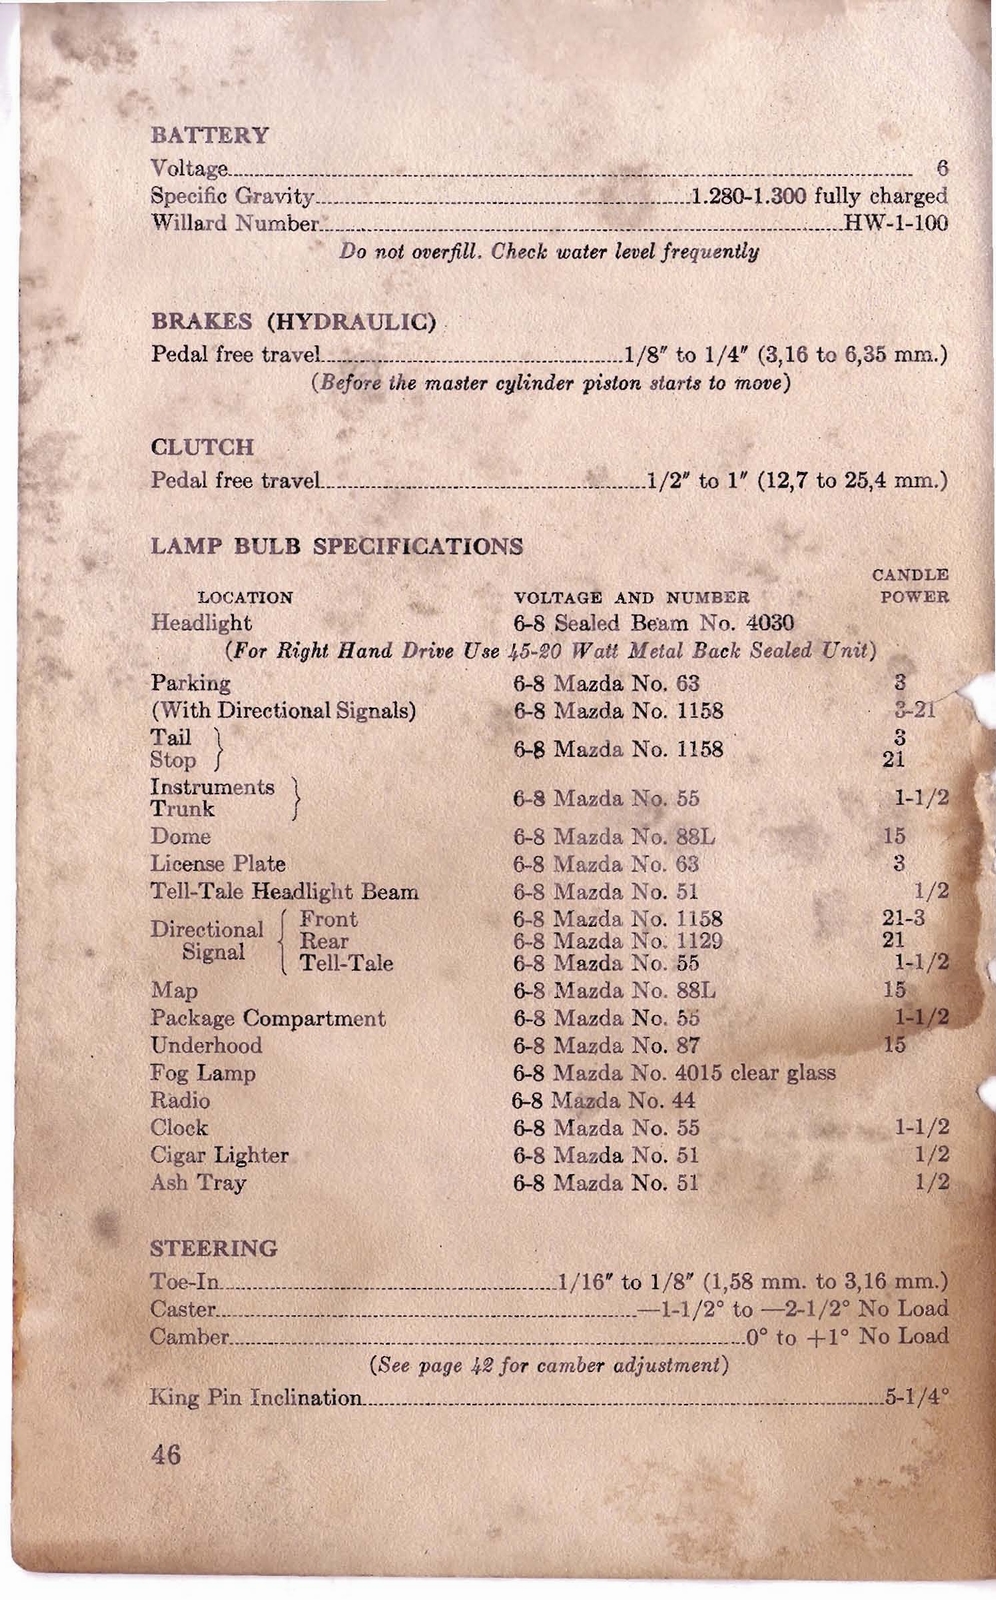 BATTERY
Voltage 6
Specific Gravity 1.280-1.300 fully charged
Willard Number HW-1-100
Do not overfill. Check water level frequently
BRAKES (HYDRAULIC)
Pedal free travel 1/8" to 1/4" (3,16 to 6,35 mm.)
(Before the master cylinder piston starts to move)
CLUTCH
Pedal free travel 1/2" to 1" (12,7 to 25,4 mm.)
LAMP BULB SPECIFICATIONS
CANDLE
LOCATION VOLTAGE AND NUMBER POWER
Headlight 6-8 Sealed Beam No. 4030
(For Right Hand Drive Use 45-20 Watt Metal Back Sealed Unit)
Parking 6-8 Mazda No. 63 3
(With Directional Signals) 6-8 Mazda No. 1158 3-21
Tail 3
6-8 Mazda No. 1158
Stop 21
Instruments
6-8 Mazda No. 55 1-1/2
Trunk
Dome 6-8 Mazda No. 88L 15
License Plate 6-8 Mazda No. 63 3
Tell-Tale Headlight Beam 6-8 Mazda No. 51 1/2
Directional Front 6-8 Mazda No. 1158 21-3
Signal Rear 6-8 Mazda No. 1129 21
Tell-Tale 6-8 Mazda No. 55 1-1/2
Map 6-8 Mazda No. 88L 15
Package Compartment 6-8 Mazda No. 55 1-1/2
Underhood 6-8 Mazda No. 87 15
Fog Lamp 6-8 Mazda No. 4015 clear glass
Radio 6-8 Mazda No. 44
Clock 6-8 Mazda No. 55 1-1/2
Cigar Lighter 6-8 Mazda No. 51 1/2
Ash Tray 6-8 Mazda No. 51 1/2
STEERING
Toe-In 1/16" to 1/8" (1,58 mm. to 3,16 mm.)
Caster —1-1/2° to —2-1/2° No Load
Camber 0° to +1° No Load
(See page 42 for camber adjustment)
King Pin Inclination 5-1/4°
46